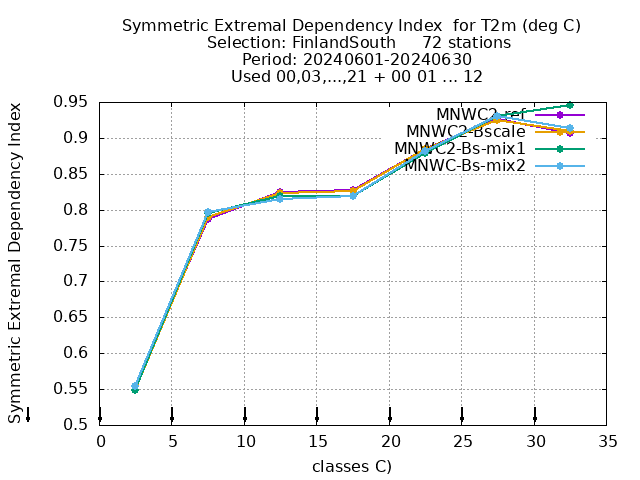 Symmetric Extremal Dependency Index  for T2m (deg C)
Selection: FinlandSouth     72 stations
Period: 20240601-20240630
Used 00,03,...,21 + 00 01 ... 12
Symmetric Extremal Dependency Index
0.95
0.9
0.85
0.8
0.75
0.7
0.65
0.6
0.55
0.5
MNWC2-ref
MNWC2-Bscale
MNWC2-Bs-mix1
MNWC-Bs-mix2
0 5 10 15 20 25 30 35
classes C)